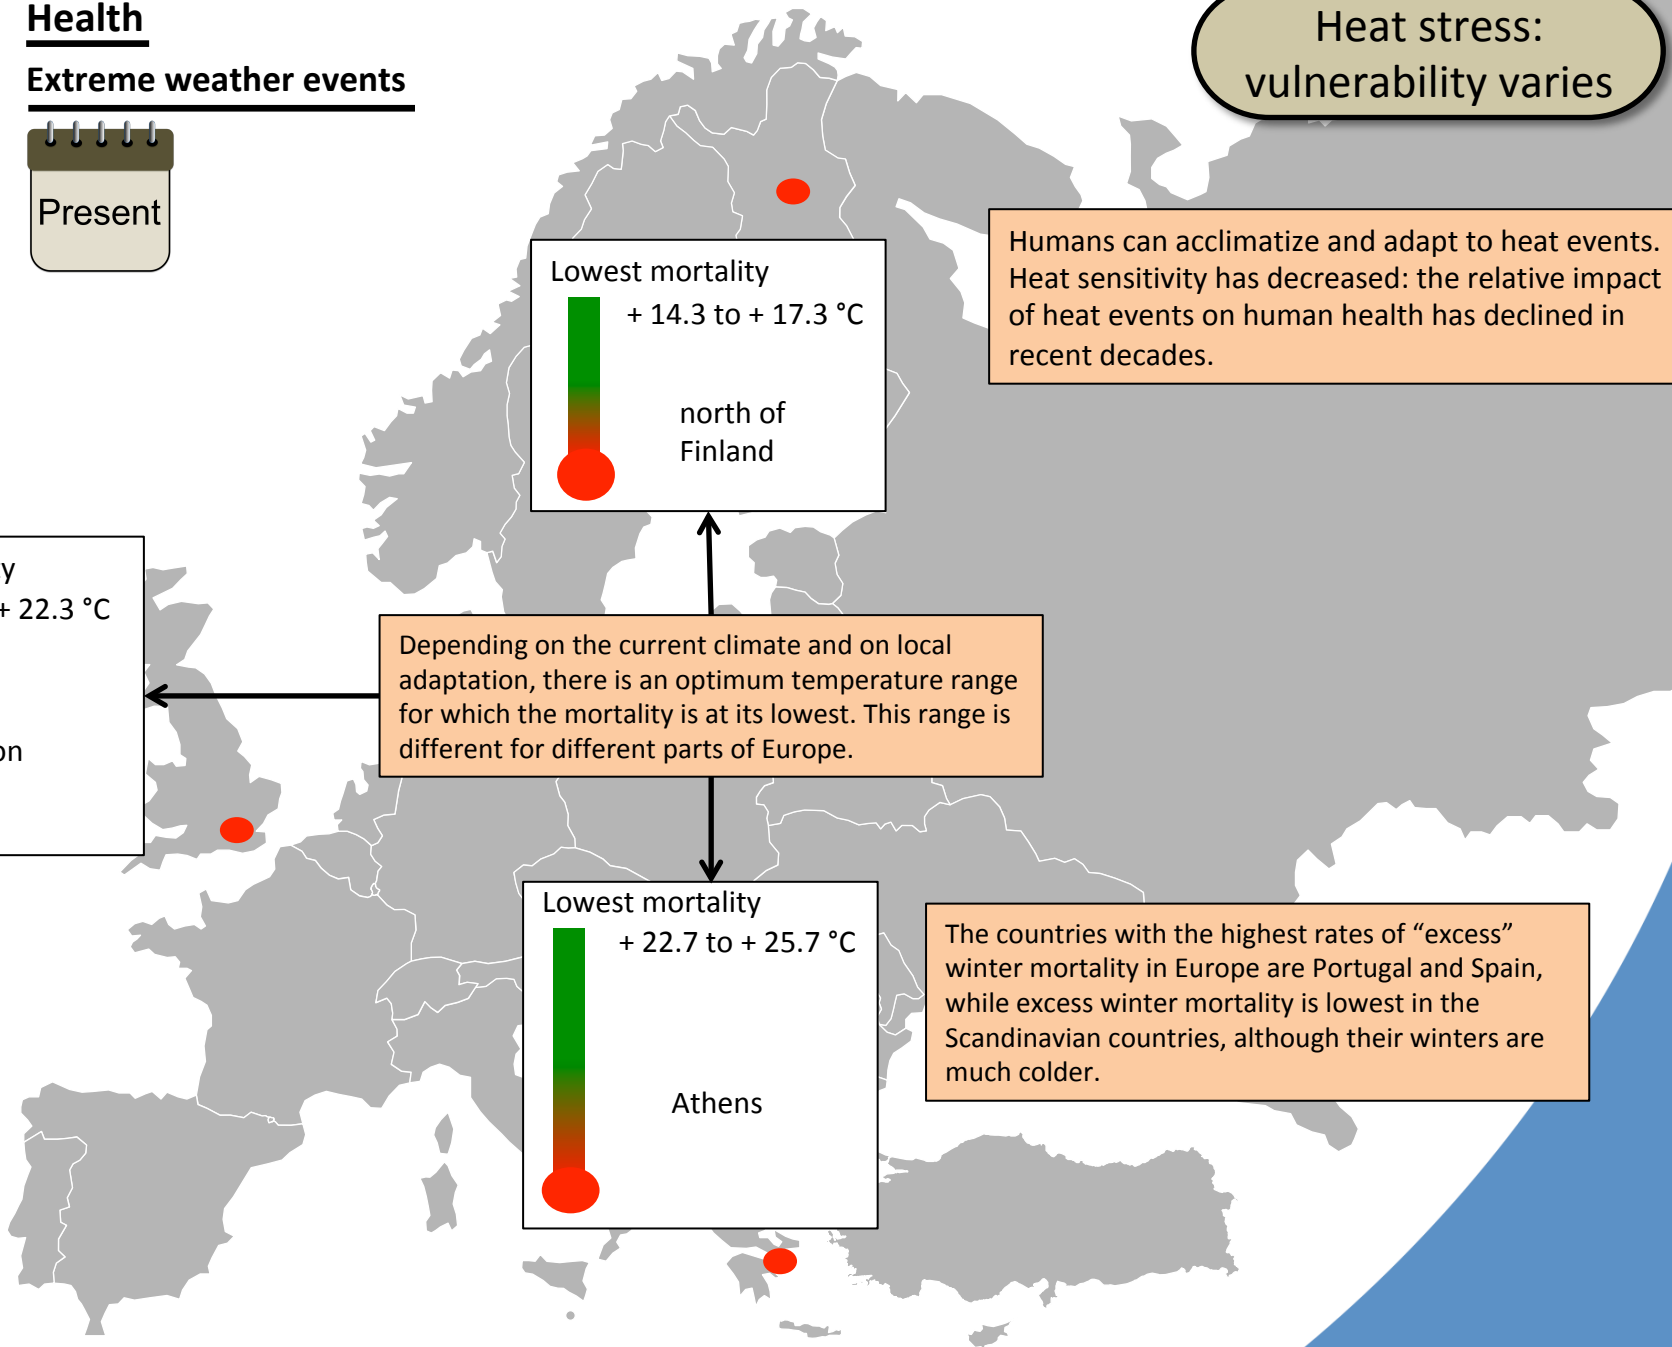 Health
Extreme weather events
Present
Heat stress:
vulnerability varies
Humans can acclimatize and adapt to heat events.
Heat sensitivity has decreased: the relative impact
of heat events on human health has declined in
recent decades.
Lowest mortality
+ 14.3 to + 17.3 °C
north of
Finland
+ 22.3 °C
Depending on the current climate and on local
adaptation, there is an optimum temperature range
for which the mortality is at its lowest. This range is
different for different parts of Europe.
Lowest mortality
+ 22.7 to + 25.7 °C
Athens
The countries with the highest rates of “excess”
winter mortality in Europe are Portugal and Spain,
while excess winter mortality is lowest in the
Scandinavian countries, although their winters are
much colder.